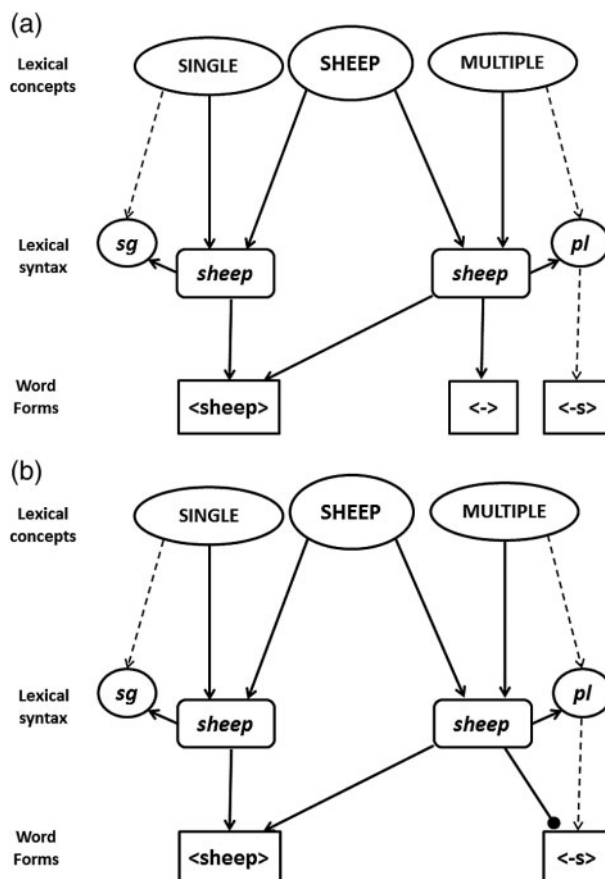 (a)
Lexical
concepts
SINGLE
SHEEP
MULTIPLE
Lexical
syntax
sg
sheep
sheep
pl
Word
Forms
<sheep>
<->
<-s>
(b)
Lexical
concepts
SINGLE
SHEEP
MULTIPLE
Lexical
syntax
sg
sheep
sheep
pl
Word
Forms
<sheep>
<-s>